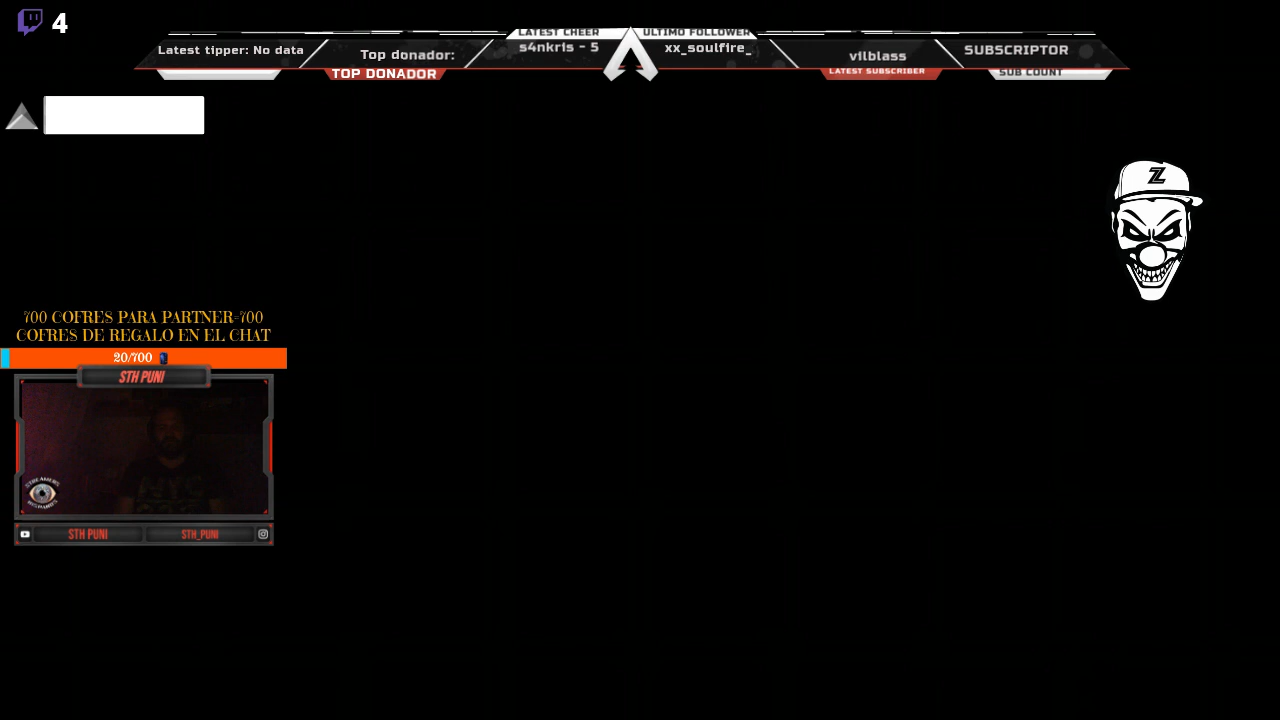 4
LATEST CHEER
ULTIMO FOLLOWER
Latest tipper: No data
Top donador:
s4nkris - 5
xx_soulfire_
vilblass
SUBSCRIPTOR
TOP DONADOR
LATEST SUBSCRIBER
SUB COUNT
Z
700 COFRES PARA PARTNER-700
COFRES DE REGALO EN EL CHAT
20/700
STH PUNI
NYC
STH PUNI
STH_PUNI